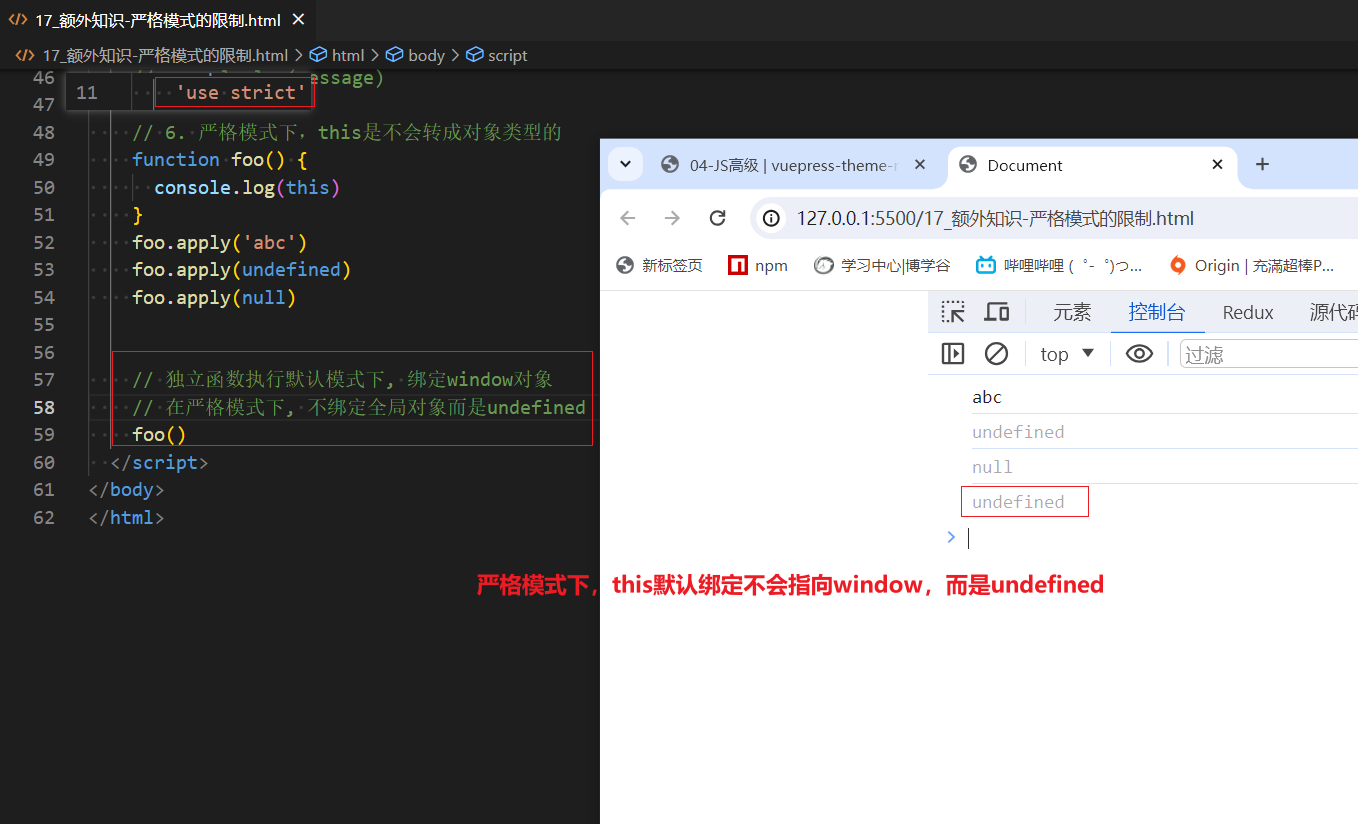 17_额外知识-严格模式的限制.html
17_额外知识-严格模式的限制.html > html > body > script
46 essage)
11 'use strict'
47
48 // 6. 严格模式下，this是不会转成对象类型的
49 function foo() {
50 console.log(this)
51 }
52 foo.apply('abc')
53 foo.apply(undefined)
54 foo.apply(null)
55
56
57 // 独立函数执行默认模式下, 绑定window对象
58 // 在严格模式下, 不绑定全局对象而是undefined
59 foo()
60 </script>
61 </body>
62 </html>
04-JS高级 | vuepress-theme-
Document
127.0.0.1:5500/17_额外知识-严格模式的限制.html
新标签页 npm 学习中心|博学谷 哔哩哔哩 ( ゜- ゜)つ... Origin | 充满超棒P...
元素 控制台 Redux 源代码
top 过滤
abc
undefined
null
undefined
>
严格模式下，this默认绑定不会指向window，而是undefined